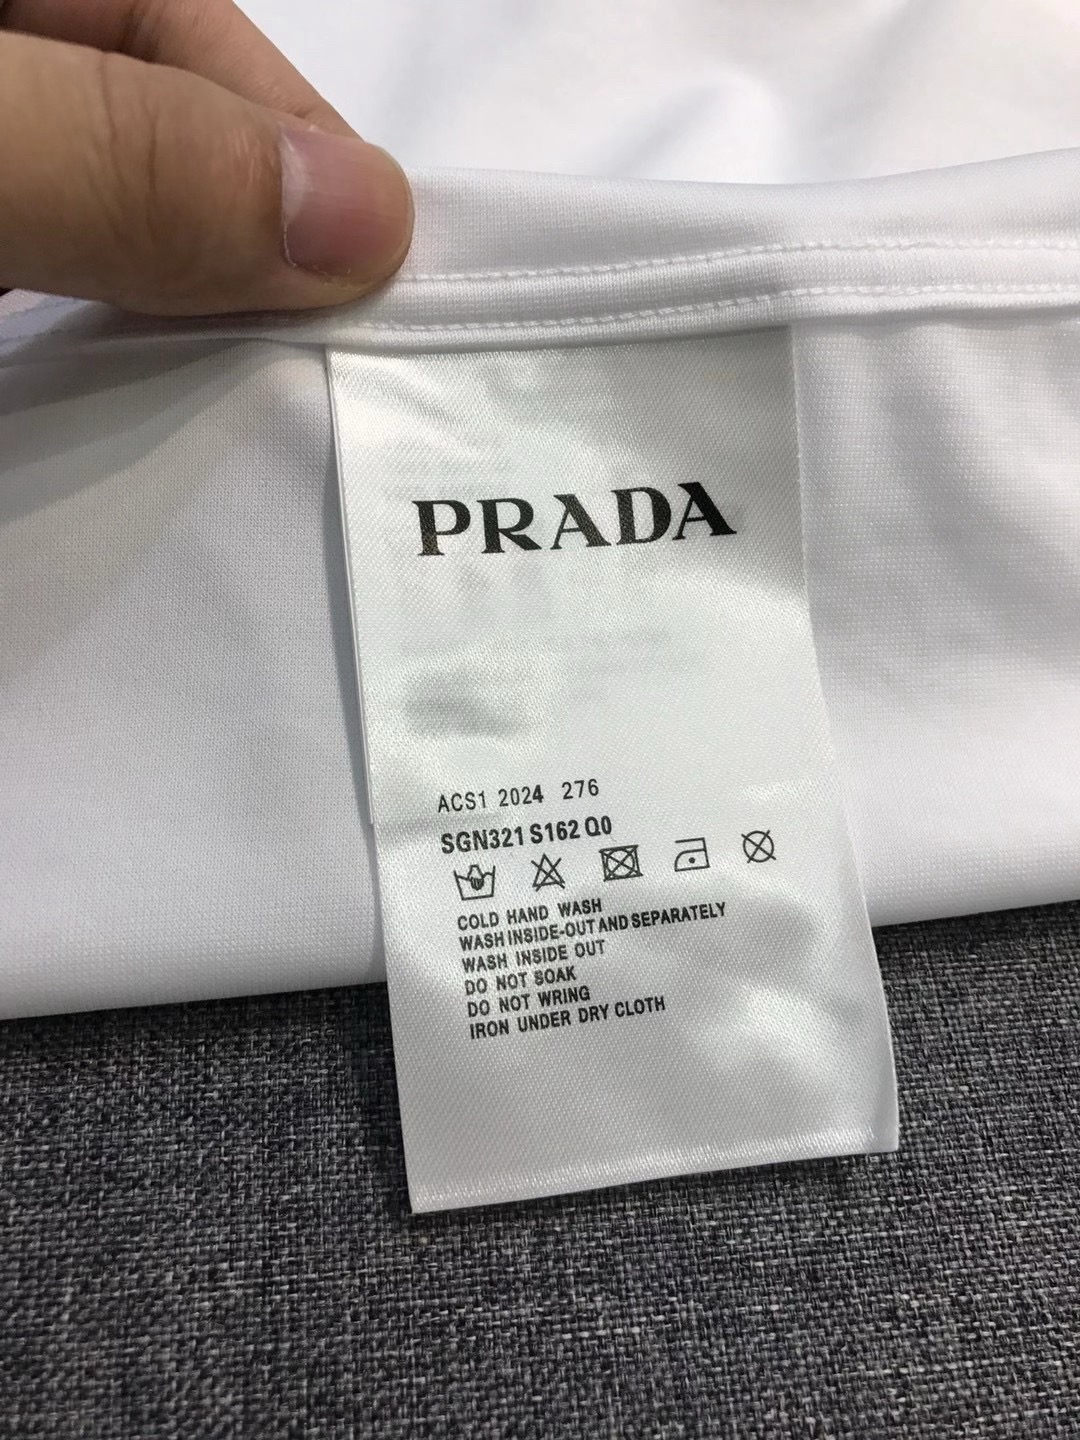 PRADA
ACS1 2024 276
SGN321 S162 Q0
COLD HAND WASH
WASH INSIDE-OUT AND SEPARATELY
WASH INSIDE OUT
DO NOT SOAK
DO NOT WRING
IRON UNDER DRY CLOTH